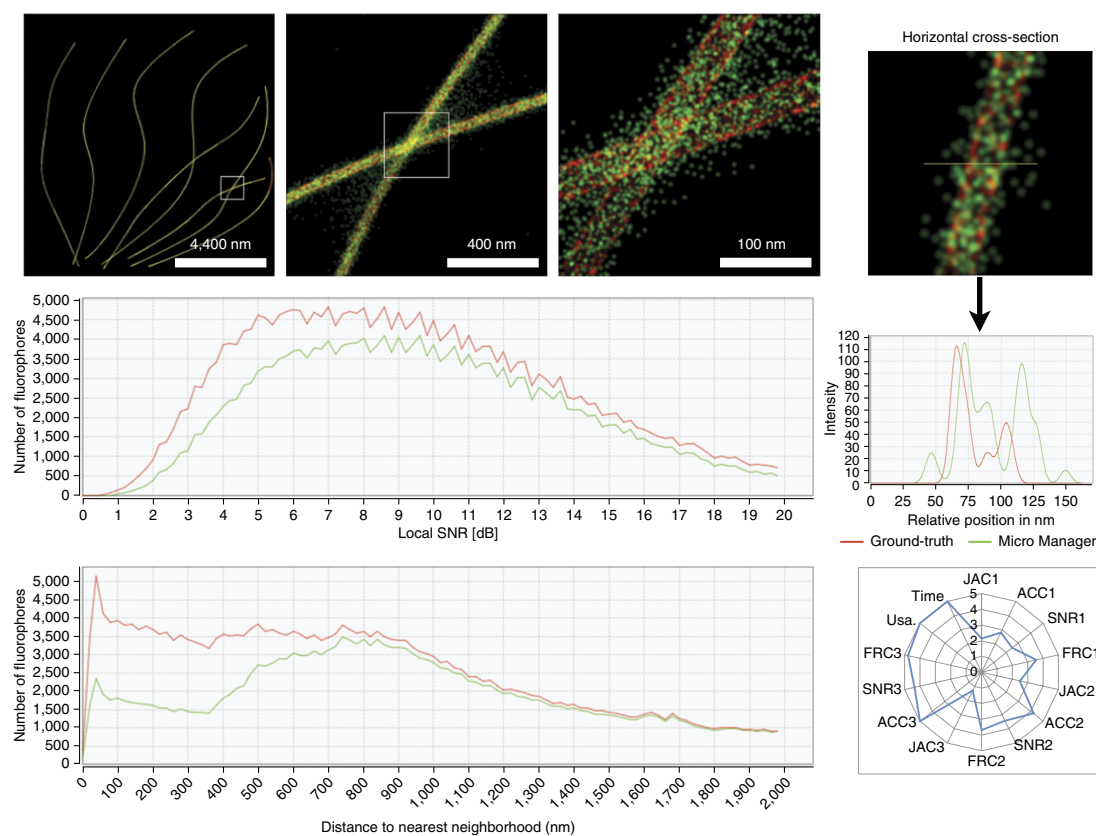 Horizontal cross-section
4,400 nm
400 nm
100 nm
5,000
4,500
4,000
3,500
3,000
2,500
2,000
1,500
1,000
500
0
Number of fluorophores
0 1 2 3 4 5 6 7 8 9 10 11 12 13 14 15 16 17 18 19 20
Local SNR [dB]
120
110
100
90
80
70
60
50
40
30
20
10
0
Intensity
0 25 50 75 100 125 150
Relative position in nm
Ground-truth Micro Manager
5,000
4,500
4,000
3,500
3,000
2,500
2,000
1,500
1,000
500
0
Number of fluorophores
0 100 200 300 400 500 600 700 800 900 1,000 1,100 1,200 1,300 1,400 1,500 1,600 1,700 1,800 1,900 2,000
Distance to nearest neighborhood (nm)
JAC1
ACC1
SNR1
FRC1
JAC2
ACC2
SNR2
FRC2
JAC3
ACC3
SNR3
FRC3
Usa.
Time
5
4
3
2
1
0